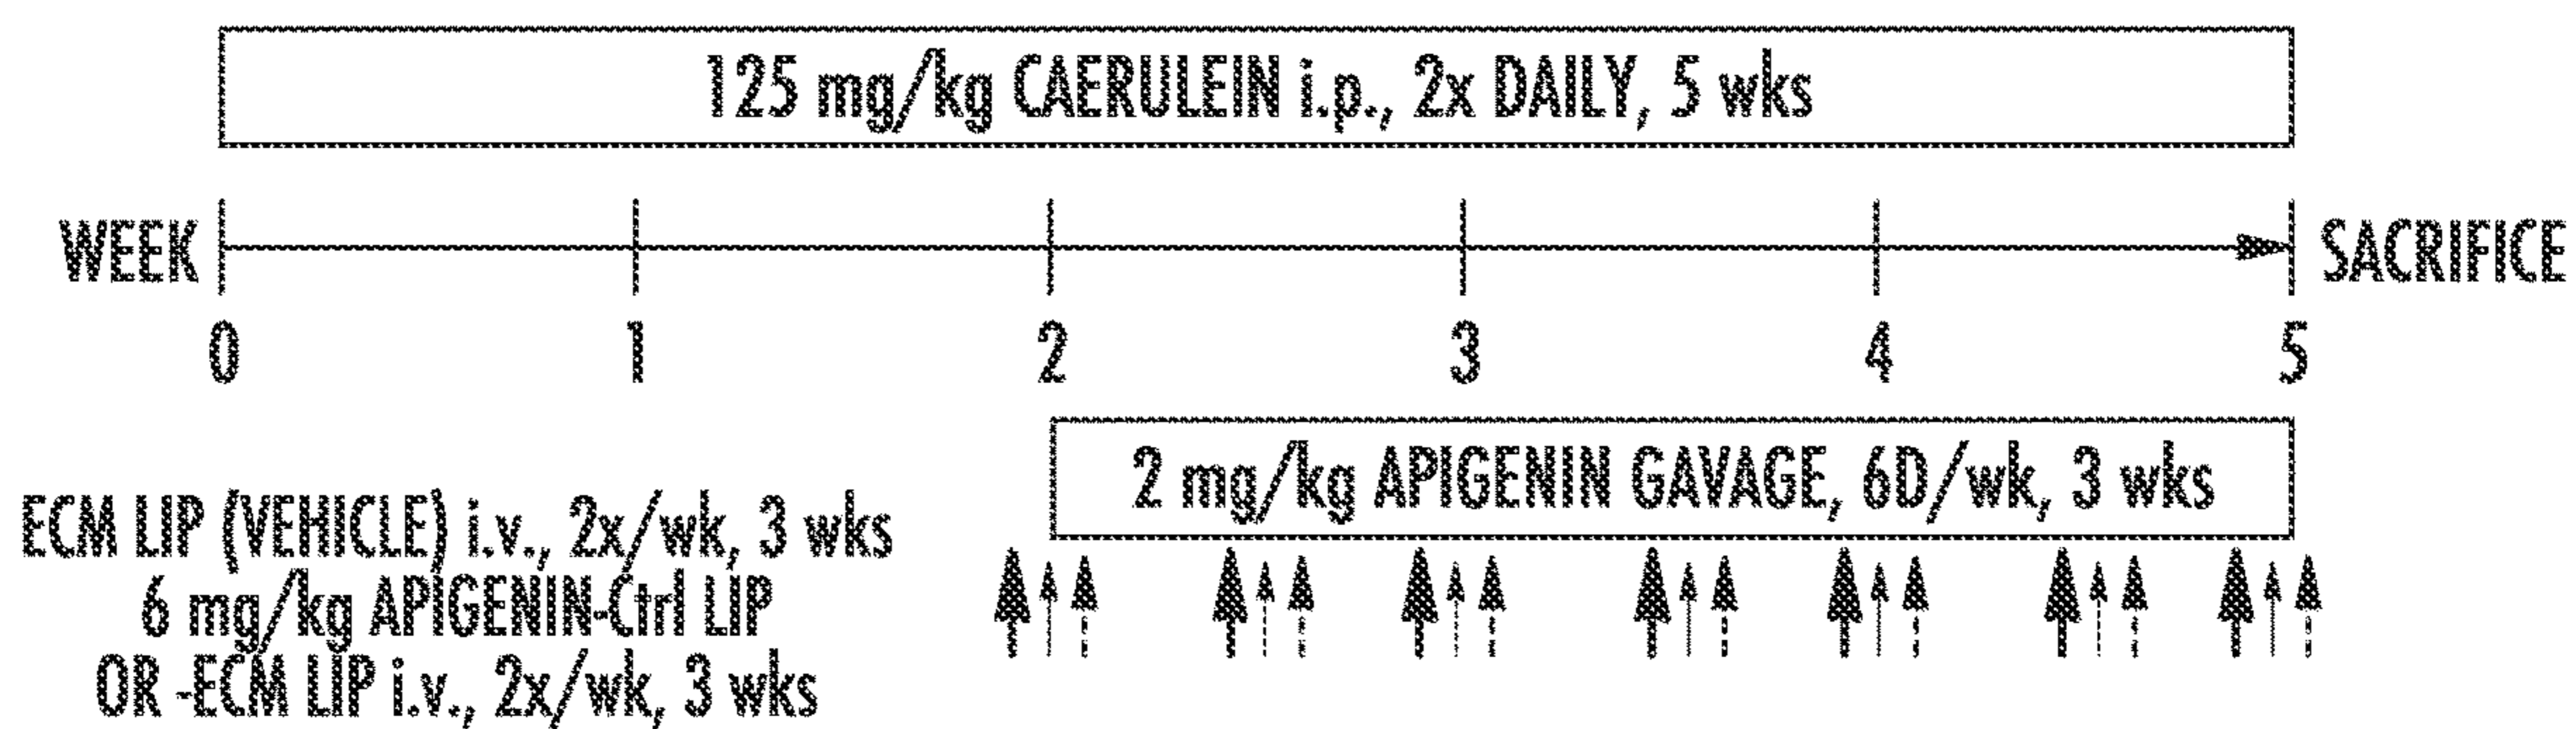 125 mg/kg CAERULEIN i.p., 2x DAILY, 5 wks
WEEK
SACRIFICE
0 1 2 3 4 5
2 mg/kg APIGENIN GAVAGE, 6D/wk, 3 wks
ECM LIP (VEHICLE) i.v., 2x/wk, 3 wks
6 mg/kg APIGENIN-Ctrl LIP
OR -ECM LIP i.v., 2x/wk, 3 wks